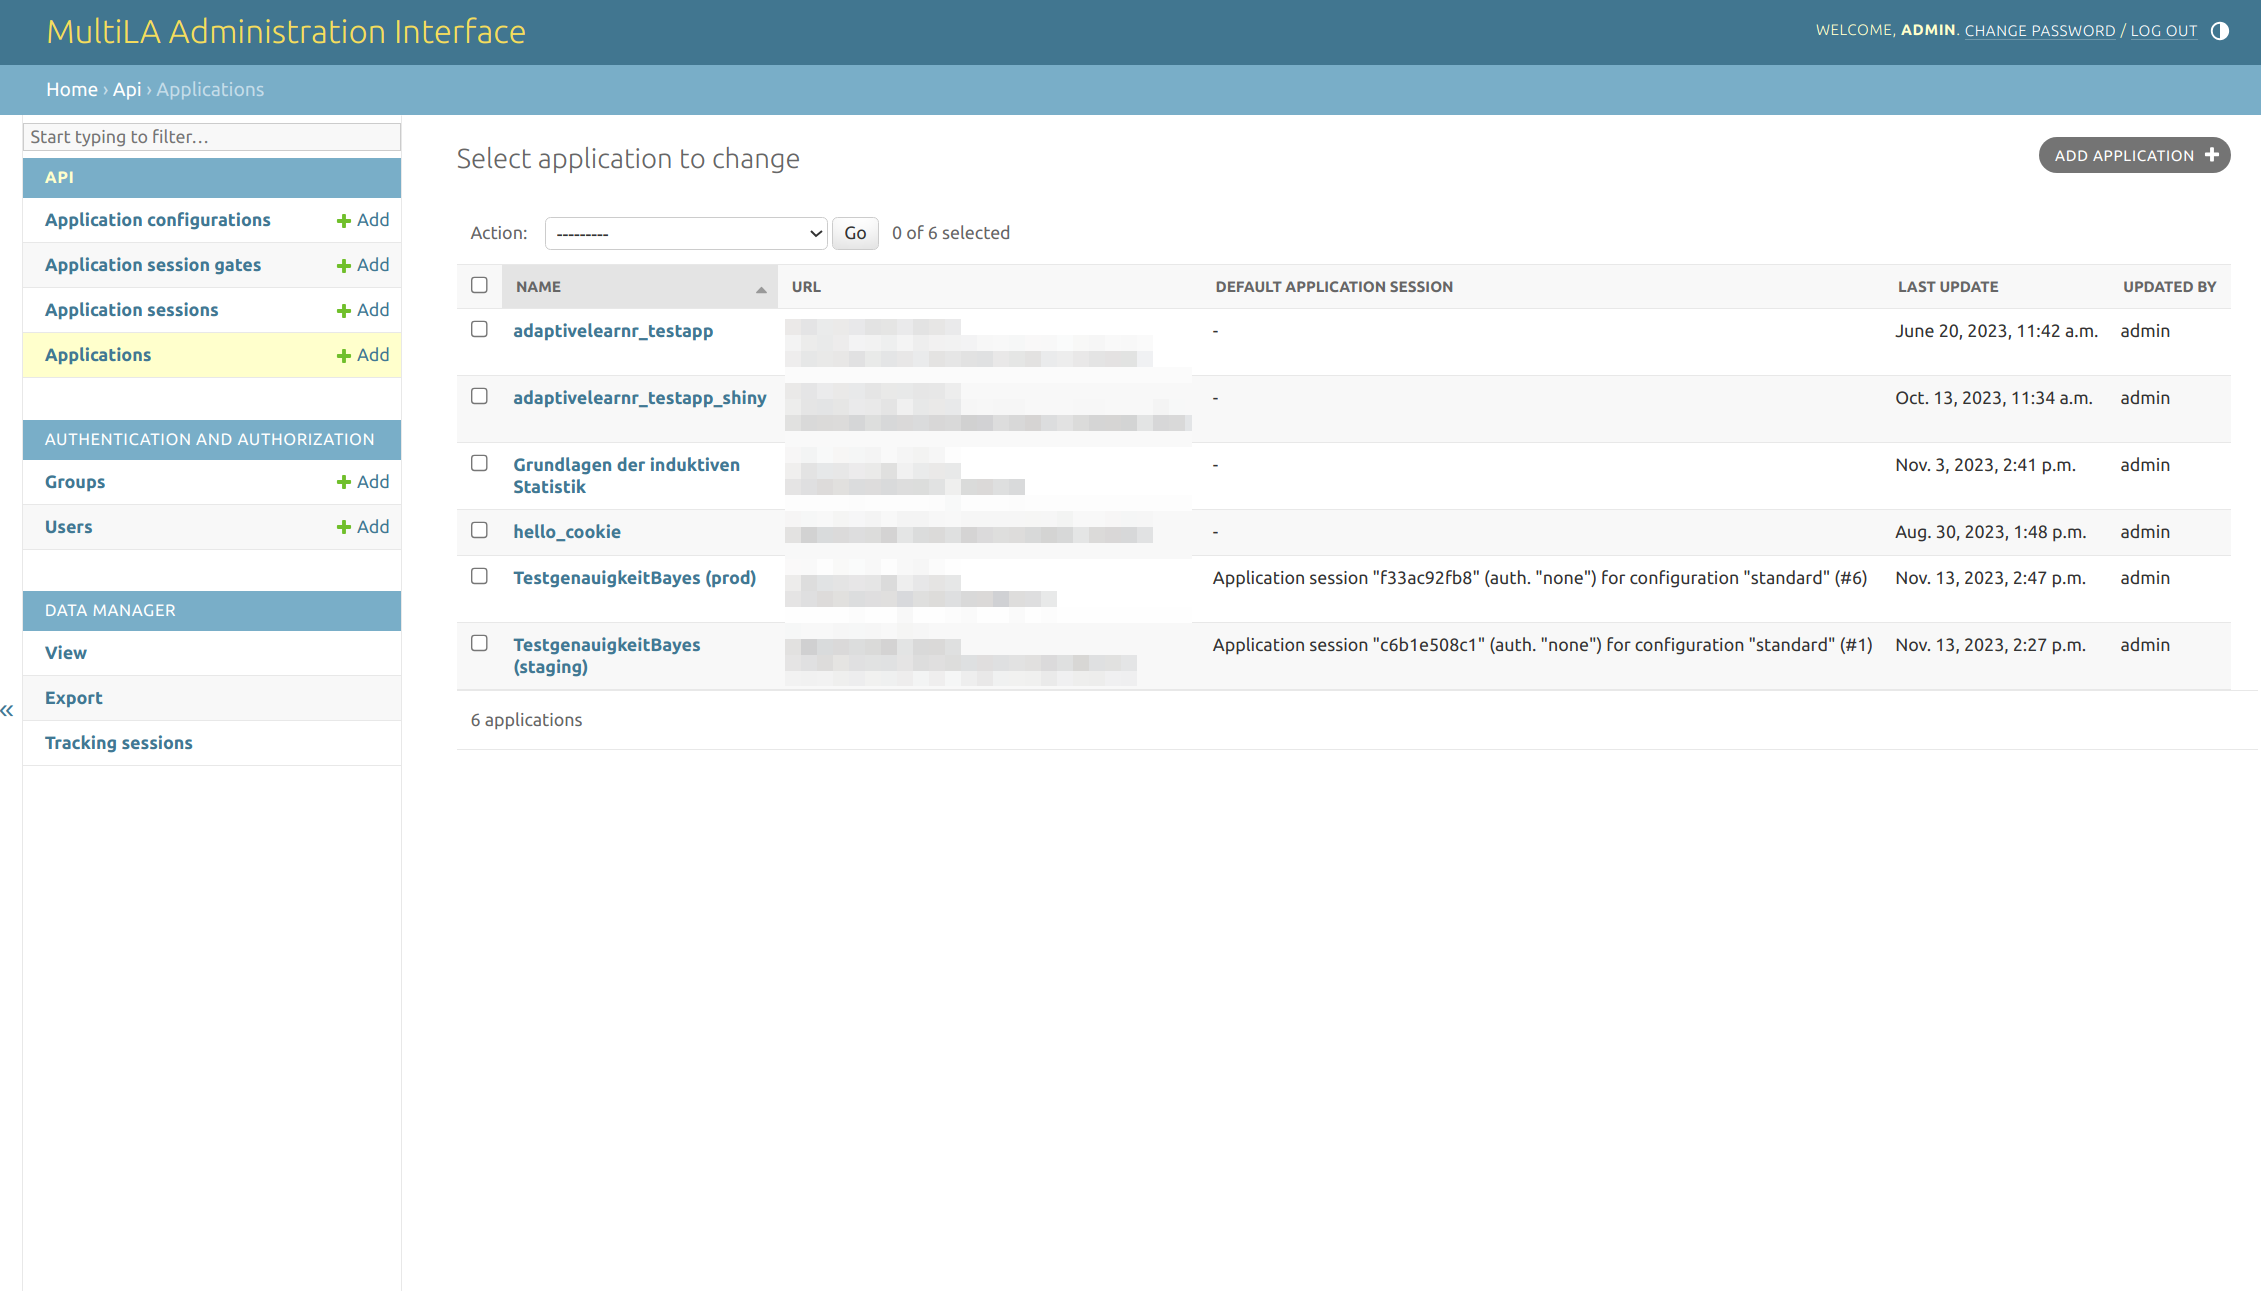 MultiLA Administration Interface
WELCOME, ADMIN. CHANGE PASSWORD / LOG OUT
Home › Api › Applications
Start typing to filter…
API
Application configurations Add
Application session gates Add
Application sessions Add
Applications Add
AUTHENTICATION AND AUTHORIZATION
Groups Add
Users Add
DATA MANAGER
View
Export
Tracking sessions
«
Select application to change
ADD APPLICATION
Action: --------- Go 0 of 6 selected
NAME URL DEFAULT APPLICATION SESSION LAST UPDATE UPDATED BY
adaptivelearnr_testapp - June 20, 2023, 11:42 a.m. admin
adaptivelearnr_testapp_shiny - Oct. 13, 2023, 11:34 a.m. admin
Grundlagen der induktiven - Nov. 3, 2023, 2:41 p.m. admin
Statistik
hello_cookie - Aug. 30, 2023, 1:48 p.m. admin
TestgenauigkeitBayes (prod) Application session "f33ac92fb8" (auth. "none") for configuration "standard" (#6) Nov. 13, 2023, 2:47 p.m. admin
TestgenauigkeitBayes Application session "c6b1e508c1" (auth. "none") for configuration "standard" (#1) Nov. 13, 2023, 2:27 p.m. admin
(staging)
6 applications